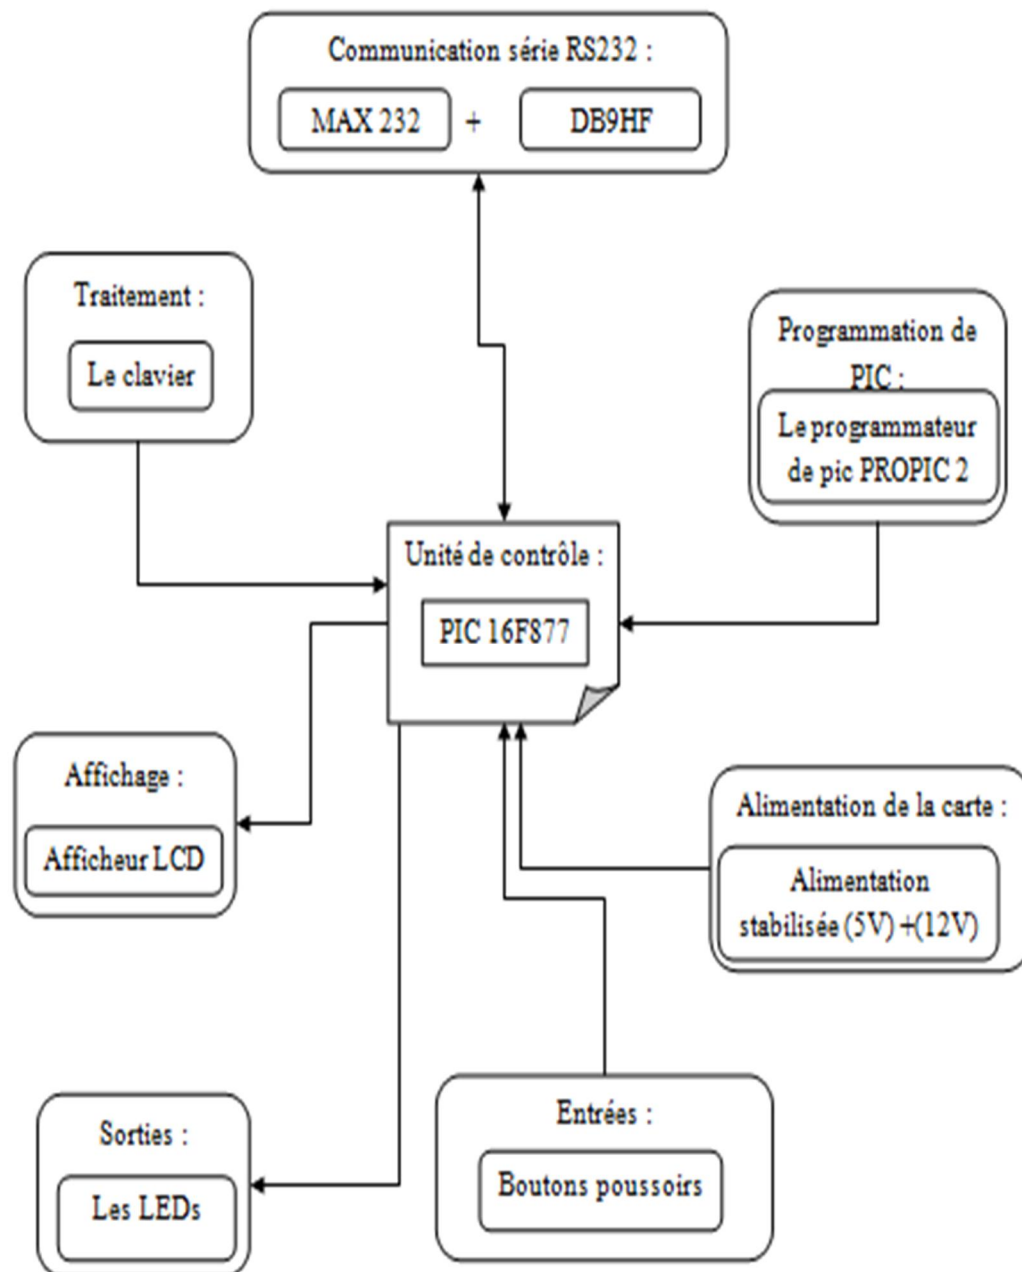 Communication série RS232 :
MAX 232 + DB9HF
Traitement :
Le clavier
Programmation de
PIC :
Le programmateur
de pic PROPIC 2
Unité de contrôle :
PIC 16F877
Affichage :
Afficheur LCD
Alimentation de la carte :
Alimentation
stabilisée (5V) +(12V)
Sorties :
Les LEDs
Entrées :
Boutons poussoirs